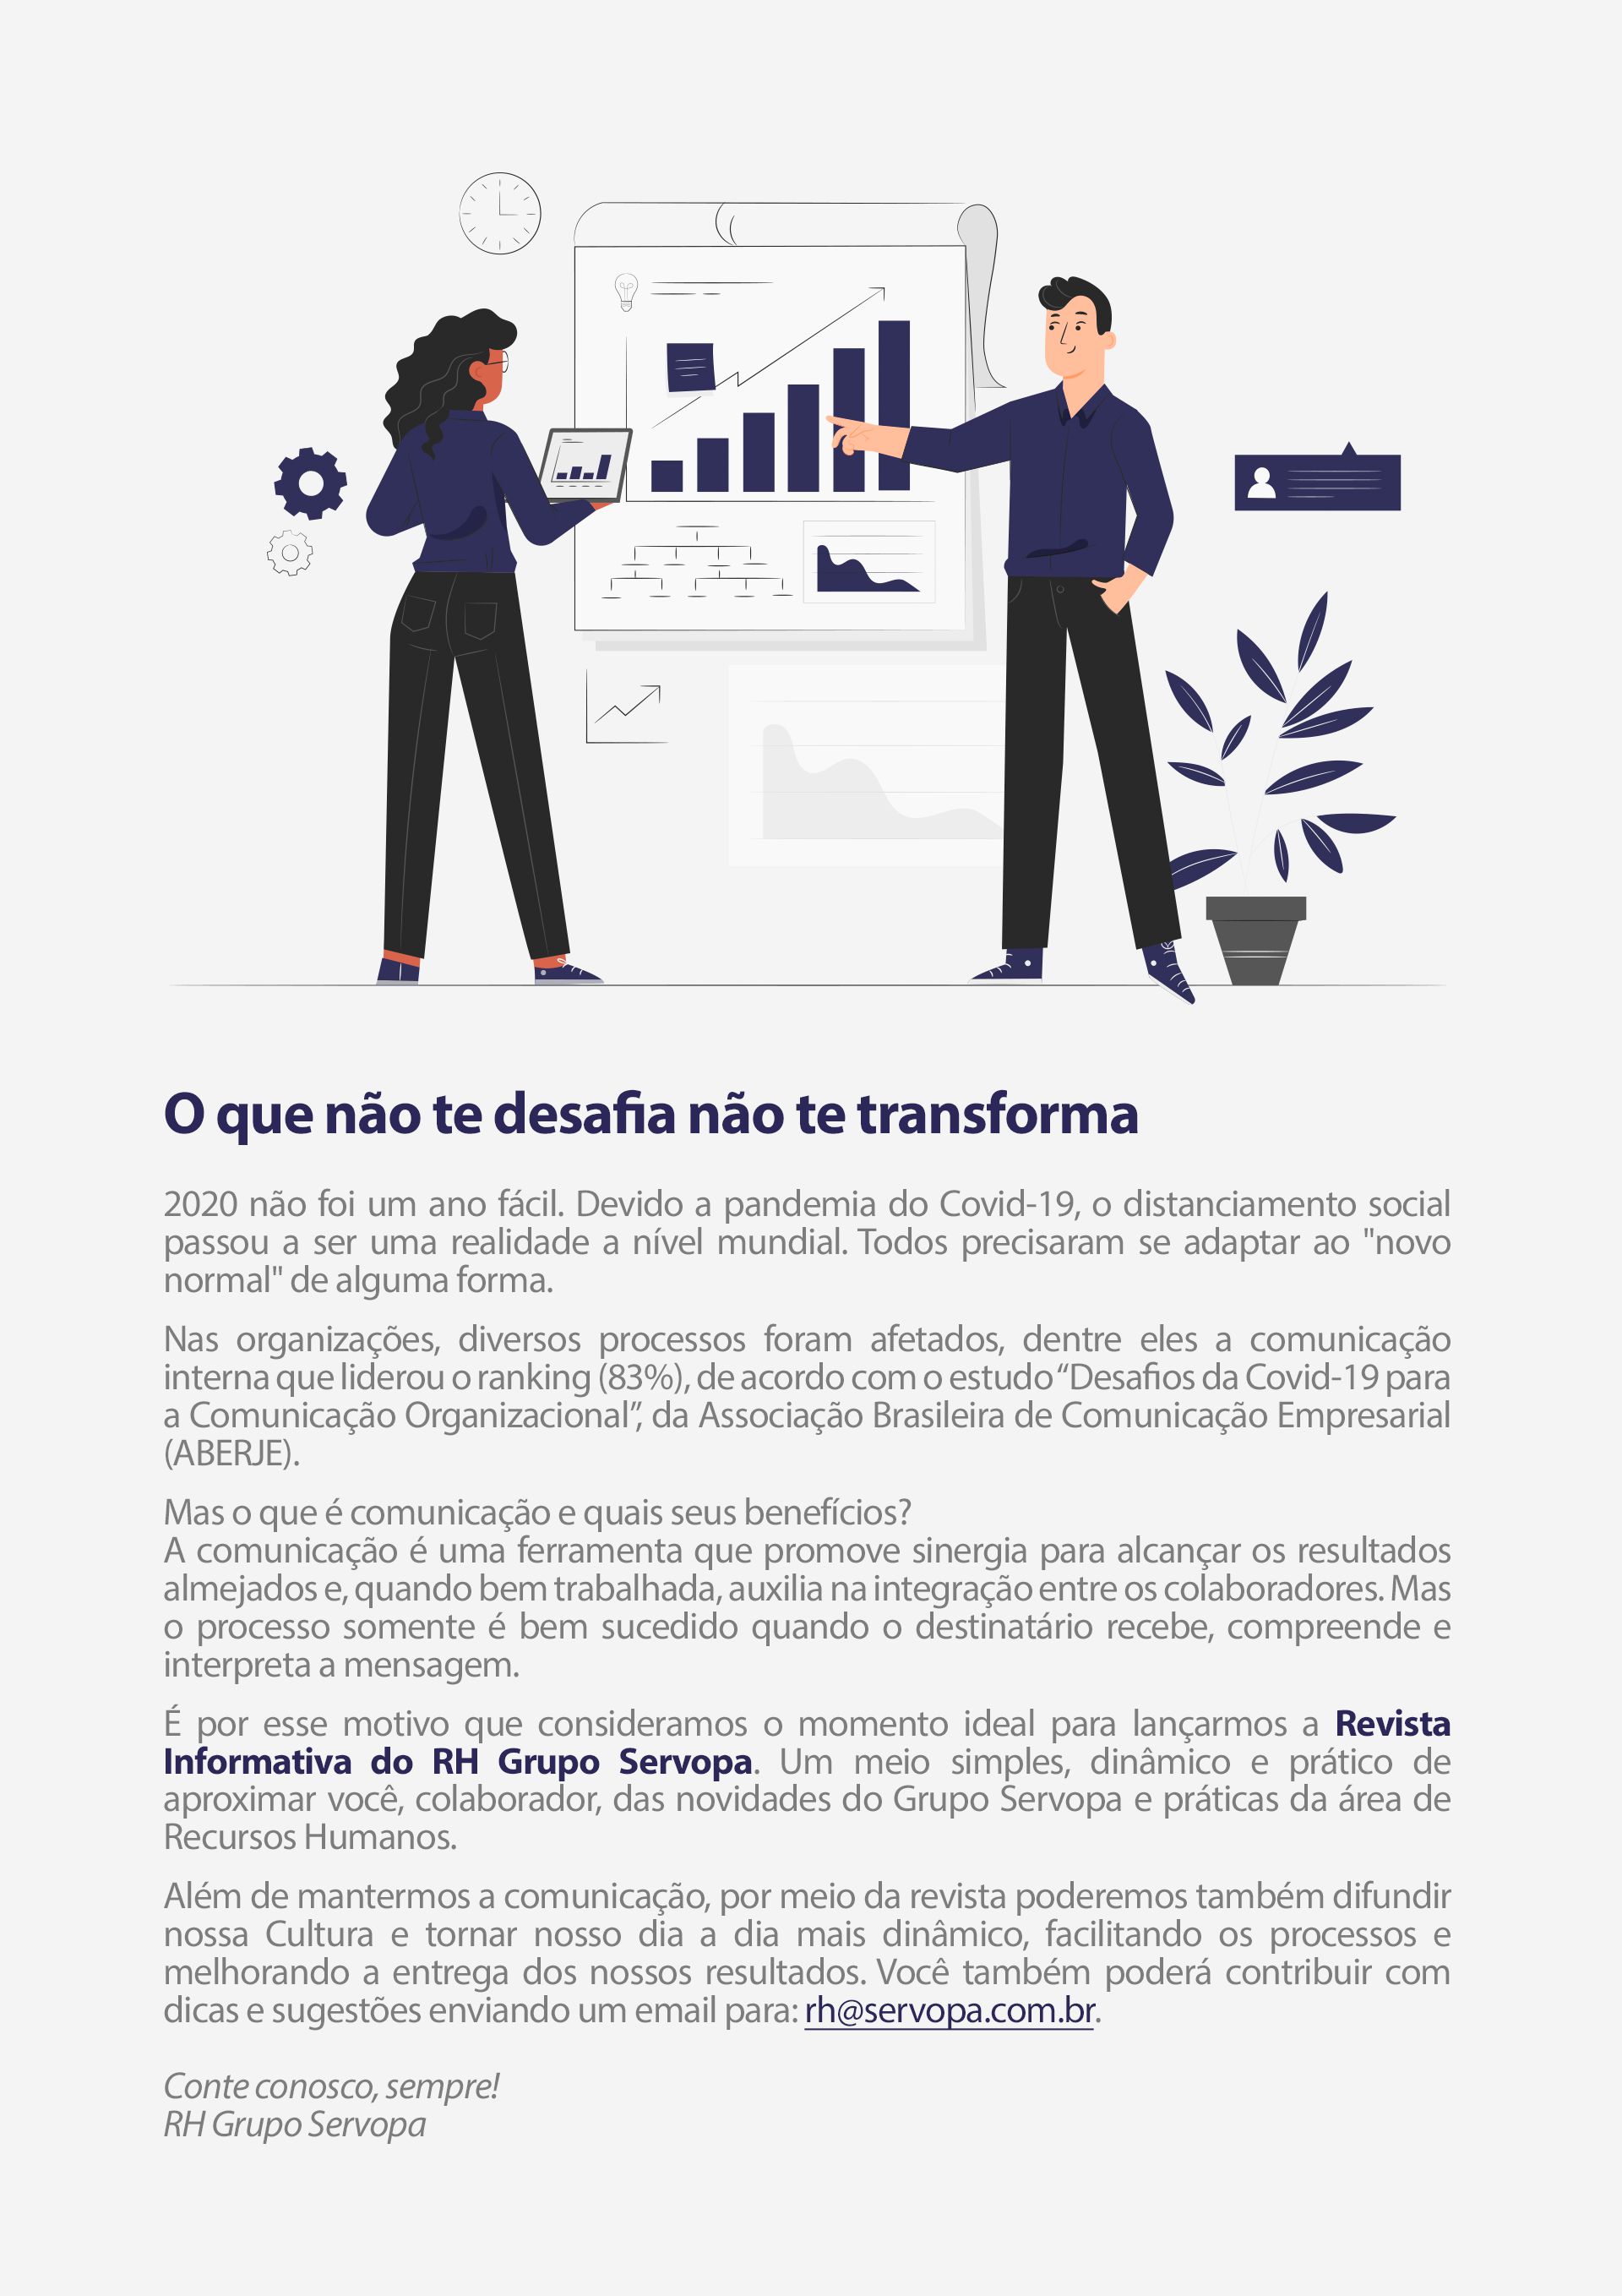 O que não te desafia não te transforma
2020 não foi um ano fácil. Devido a pandemia do Covid-19, o distanciamento social
passou a ser uma realidade a nível mundial. Todos precisaram se adaptar ao "novo
normal" de alguma forma.
Nas organizações, diversos processos foram afetados, dentre eles a comunicação
interna que liderou o ranking (83%), de acordo com o estudo “Desafios da Covid-19 para
a Comunicação Organizacional”, da Associação Brasileira de Comunicação Empresarial
(ABERJE).
Mas o que é comunicação e quais seus benefícios?
A comunicação é uma ferramenta que promove sinergia para alcançar os resultados
almejados e, quando bem trabalhada, auxilia na integração entre os colaboradores. Mas
o processo somente é bem sucedido quando o destinatário recebe, compreende e
interpreta a mensagem.
É por esse motivo que consideramos o momento ideal para lançarmos a Revista
Informativa do RH Grupo Servopa. Um meio simples, dinâmico e prático de
aproximar você, colaborador, das novidades do Grupo Servopa e práticas da área de
Recursos Humanos.
Além de mantermos a comunicação, por meio da revista poderemos também difundir
nossa Cultura e tornar nosso dia a dia mais dinâmico, facilitando os processos e
melhorando a entrega dos nossos resultados. Você também poderá contribuir com
dicas e sugestões enviando um email para: rh@servopa.com.br.
Conte conosco, sempre!
RH Grupo Servopa